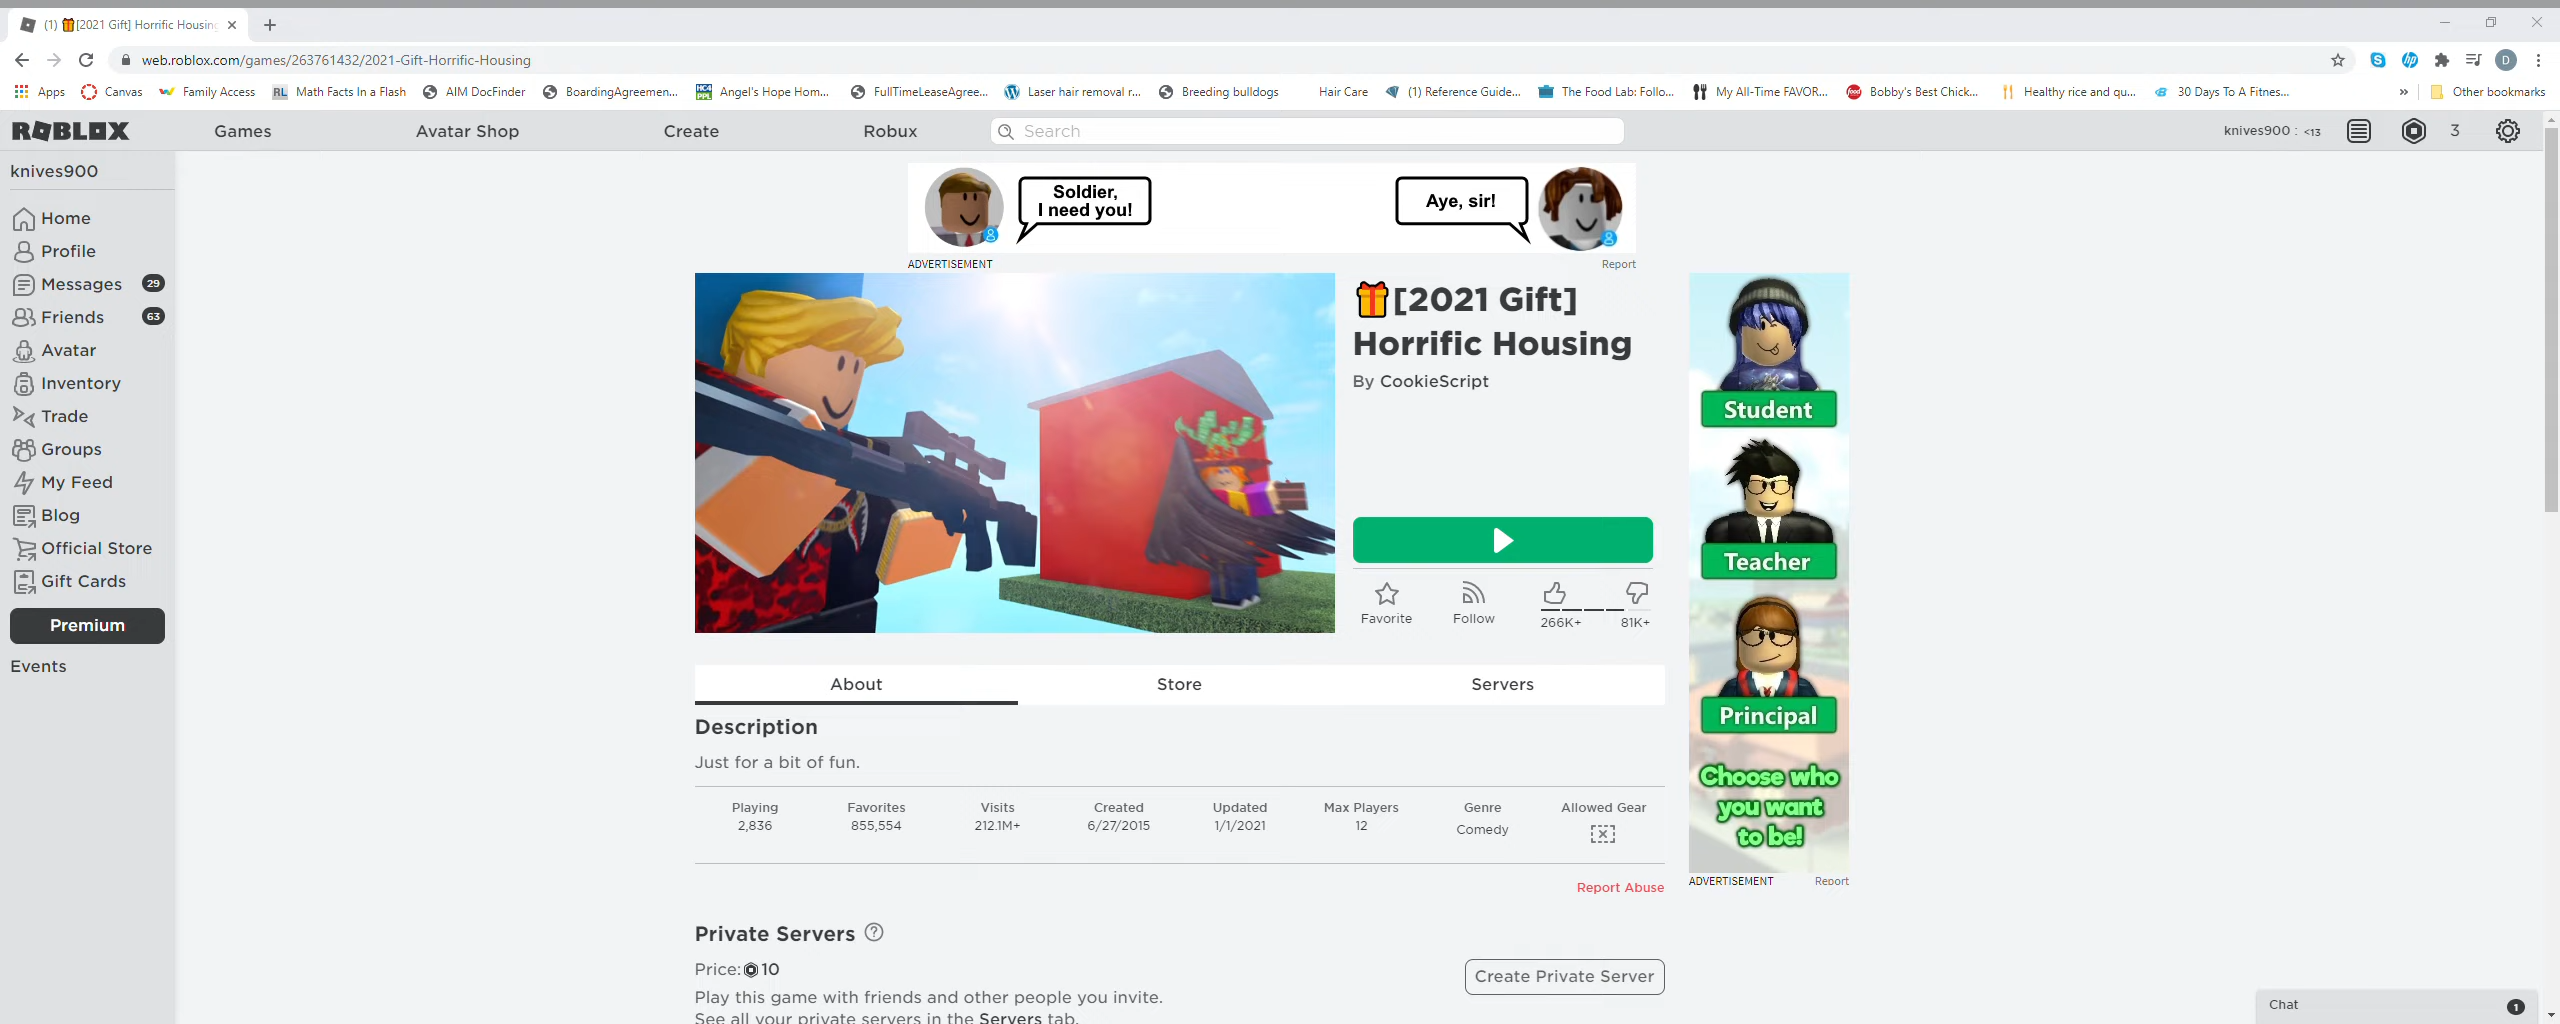 (1) 🎁[2021 Gift] Horrific Housing
web.roblox.com/games/263761432/2021-Gift-Horrific-Housing
D
Apps Canvas Family Access RL Math Facts In a Flash AIM DocFinder BoardingAgreemen... HC4 PPL Angel's Hope Hom... FullTimeLeaseAgree... Laser hair removal r... Breeding bulldogs Hair Care (1) Reference Guide... The Food Lab: Follo... My All-Time FAVOR... food Bobby's Best Chick... Healthy rice and qu... 30 Days To A Fitnes... » Other bookmarks
ROBLOX Games Avatar Shop Create Robux Search knives900 : <13 3
knives900
Home
Profile
Messages 29
Friends 63
Avatar
Inventory
Trade
Groups
My Feed
Blog
Official Store
Gift Cards
Premium
Events
Soldier,
I need you!
Aye, sir!
ADVERTISEMENT Report
🎁[2021 Gift]
Horrific Housing
By CookieScript
Favorite Follow 266K+ 81K+
Student
Teacher
Principal
Choose who
you want
to be!
ADVERTISEMENT Report
About Store Servers
Description
Just for a bit of fun.
Playing Favorites Visits Created Updated Max Players Genre Allowed Gear
2,836 855,554 212.1M+ 6/27/2015 1/1/2021 12 Comedy
Report Abuse
Private Servers ?
Price: 10
Create Private Server
Play this game with friends and other people you invite.
See all your private servers in the Servers tab.
Chat 1